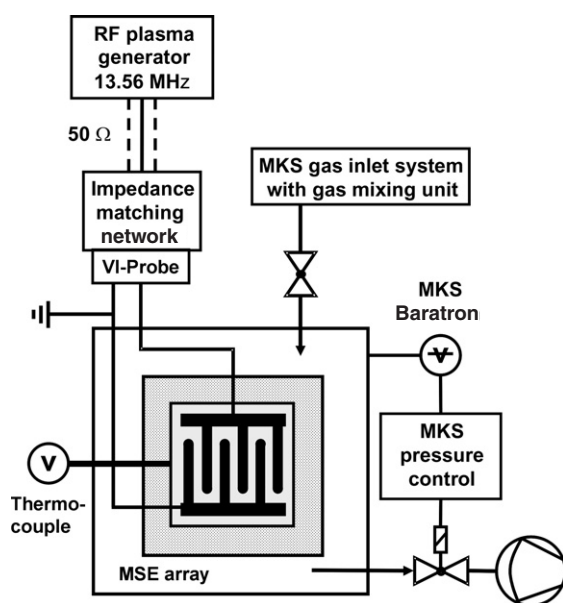 RF plasma
generator
13.56 MHz
50 Ω
Impedance
matching
network
VI-Probe
MKS gas inlet system
with gas mixing unit
MKS
Baratron
V
MKS
pressure
control
V
Thermo-
couple
MSE array